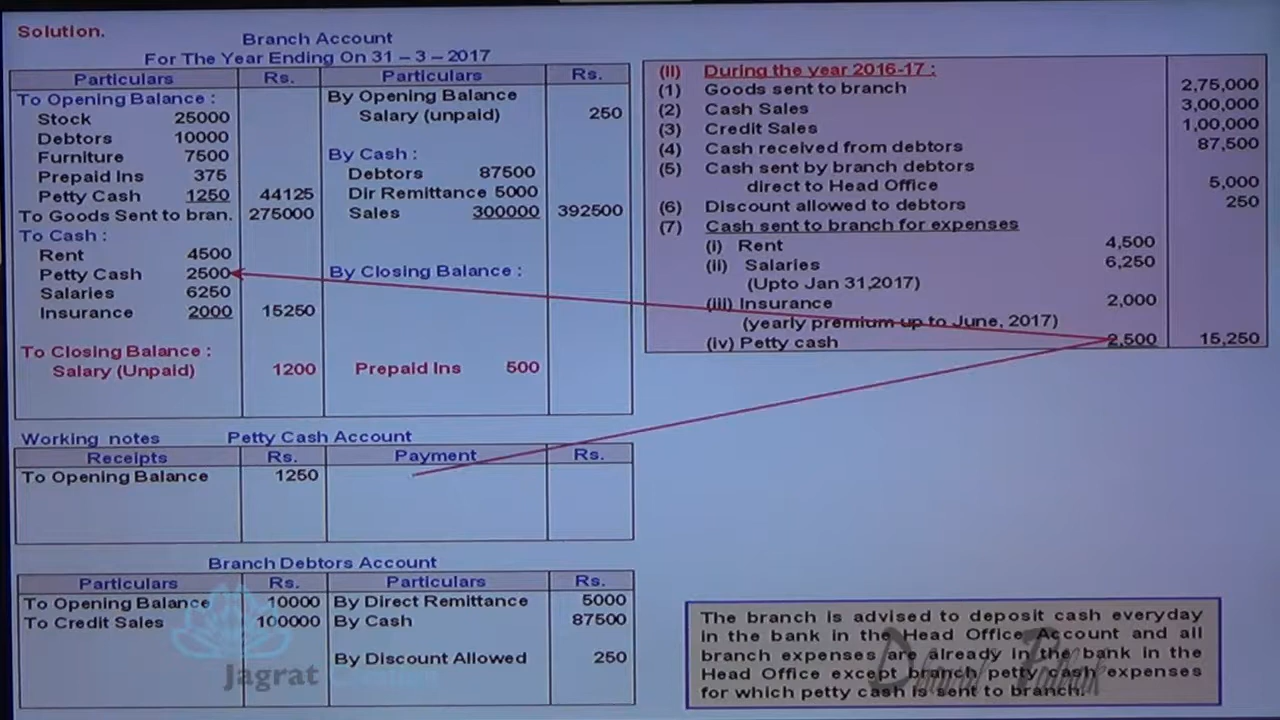 Solution.
Branch Account
For The Year Ending On 31 – 3 – 2017
Particulars Rs. Particulars Rs.
To Opening Balance : By Opening Balance
Stock 25000 Salary (unpaid) 250
Debtors 10000
Furniture 7500 By Cash :
Prepaid Ins 375 Debtors 87500
Petty Cash 1250 44125 Dir Remittance 5000
To Goods Sent to bran. 275000 Sales 300000 392500
To Cash :
Rent 4500
Petty Cash 2500 By Closing Balance :
Salaries 6250
Insurance 2000 15250
To Closing Balance :
Salary (Unpaid) 1200 Prepaid Ins 500
Working notes Petty Cash Account
Receipts Rs. Payment Rs.
To Opening Balance 1250
Branch Debtors Account
Particulars Rs. Particulars Rs.
To Opening Balance 10000 By Direct Remittance 5000
To Credit Sales 100000 By Cash 87500
By Discount Allowed 250
Jagrat
(II) During the year 2016-17 :
(1) Goods sent to branch 2,75,000
(2) Cash Sales 3,00,000
(3) Credit Sales 1,00,000
(4) Cash received from debtors 87,500
(5) Cash sent by branch debtors
direct to Head Office 5,000
(6) Discount allowed to debtors 250
(7) Cash sent to branch for expenses
(i) Rent 4,500
(ii) Salaries 6,250
(Upto Jan 31,2017)
(iii) Insurance 2,000
(yearly premium up to June, 2017)
(iv) Petty cash 2,500 15,250
The branch is advised to deposit cash everyday
in the bank in the Head Office Account and all
branch expenses are already in the bank in the
Head Office except branch petty cash expenses
for which petty cash is sent to branch.